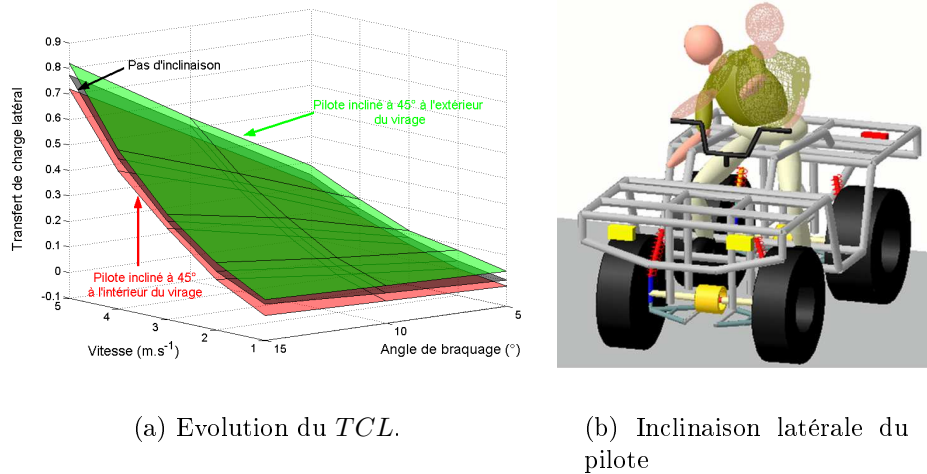 0.9
0.8
0.7
0.6
0.5
0.4
0.3
0.2
0.1
0
-0.1
Transfert de charge latéral
Pas d'inclinaison
Pilote incliné à 45° à l'extérieur
du virage
Pilote incliné à 45°
à l'intérieur du virage
5
4
3
2
1
Vitesse (m.s⁻¹)
15
10
5
Angle de braquage (°)
(a) Evolution du TCL.
(b) Inclinaison latérale du
pilote